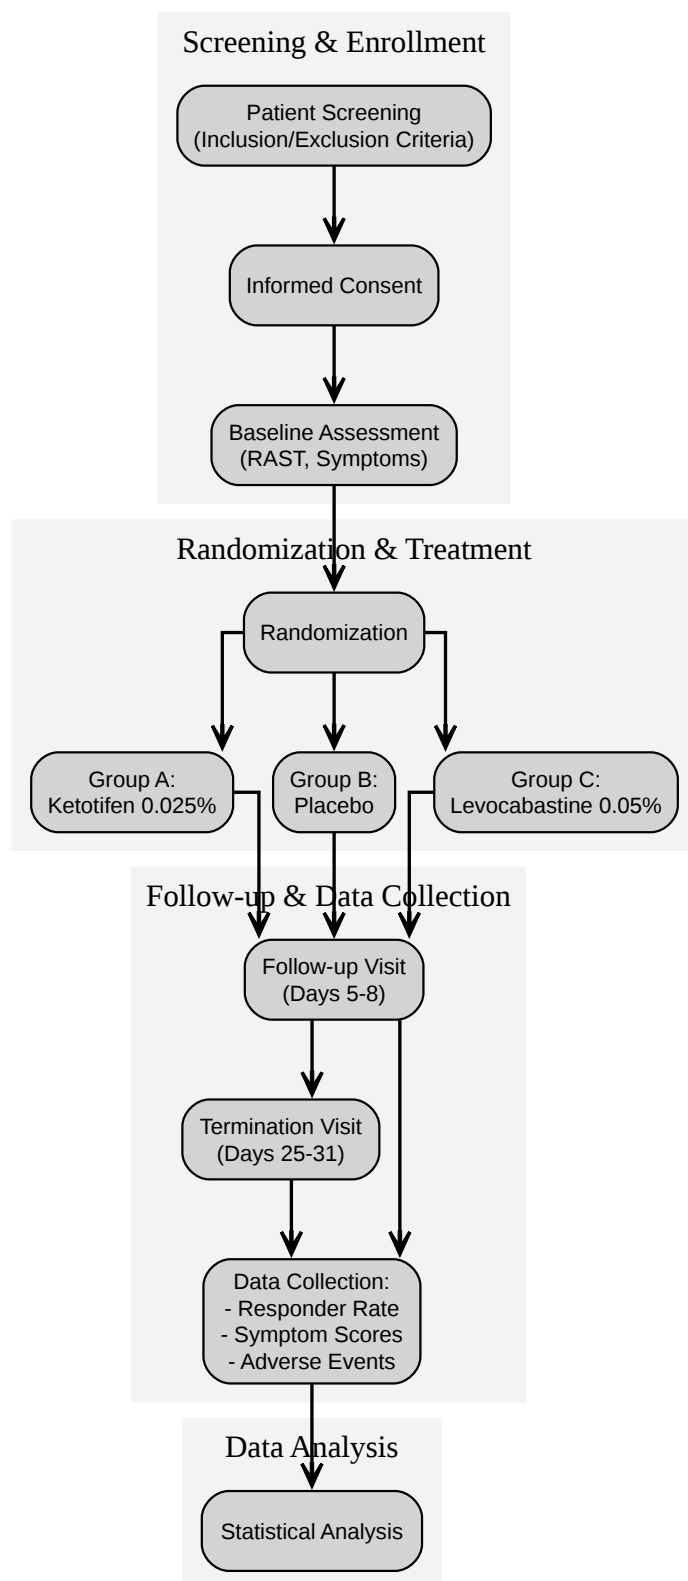 Screening & Enrollment
Patient Screening
(Inclusion/Exclusion Criteria)
Informed Consent
Baseline Assessment
(RAST, Symptoms)
Randomization & Treatment
Randomization
Group A:
Ketotifen 0.025%
Group B:
Placebo
Group C:
Levocabastine 0.05%
Follow-up & Data Collection
Follow-up Visit
(Days 5-8)
Termination Visit
(Days 25-31)
Data Collection:
- Responder Rate
- Symptom Scores
- Adverse Events
Data Analysis
Statistical Analysis